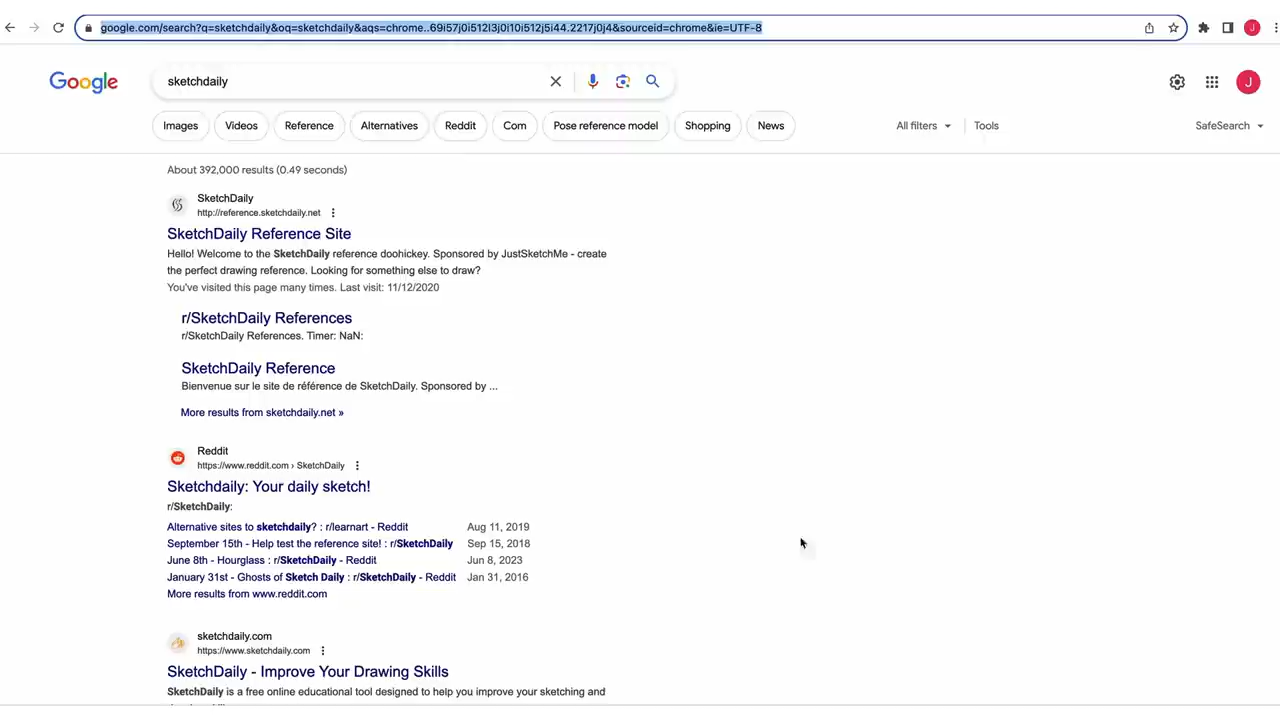 google.com/search?q=sketchdaily&oq=sketchdaily&aqs=chrome..69i57j0i512l3j0i10i512j5i44.2217j0j4&sourceid=chrome&ie=UTF-8
J
Google
sketchdaily
J
Images
Videos
Reference
Alternatives
Reddit
Com
Pose reference model
Shopping
News
All filters
Tools
SafeSearch
About 392,000 results (0.49 seconds)
SketchDaily
http://reference.sketchdaily.net
SketchDaily Reference Site
Hello! Welcome to the SketchDaily reference doohickey. Sponsored by JustSketchMe - create
the perfect drawing reference. Looking for something else to draw?
You've visited this page many times. Last visit: 11/12/2020
r/SketchDaily References
r/SketchDaily References. Timer: NaN:
SketchDaily Reference
Bienvenue sur le site de référence de SketchDaily. Sponsored by ...
More results from sketchdaily.net »
Reddit
https://www.reddit.com › SketchDaily
Sketchdaily: Your daily sketch!
r/SketchDaily:
Alternative sites to sketchdaily? : r/learnart - Reddit Aug 11, 2019
September 15th - Help test the reference site! : r/SketchDaily Sep 15, 2018
June 8th - Hourglass : r/SketchDaily - Reddit Jun 8, 2023
January 31st - Ghosts of Sketch Daily : r/SketchDaily - Reddit Jan 31, 2016
More results from www.reddit.com
sketchdaily.com
https://www.sketchdaily.com
SketchDaily - Improve Your Drawing Skills
SketchDaily is a free online educational tool designed to help you improve your sketching and